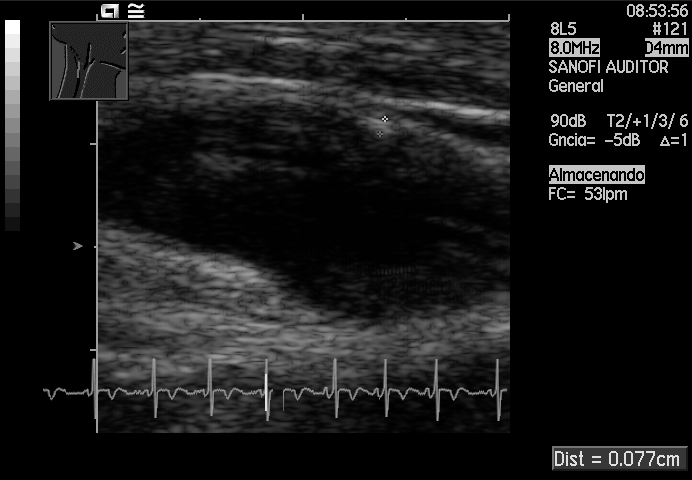 08:53:56
8L5 #121
8.0MHz 04mm
SANOFI AUDITOR
General
90dB T2/+1/3/6
Gncia= -5dB Δ=1
Almacenando
FC= 53lpm
Dist = 0.077cm